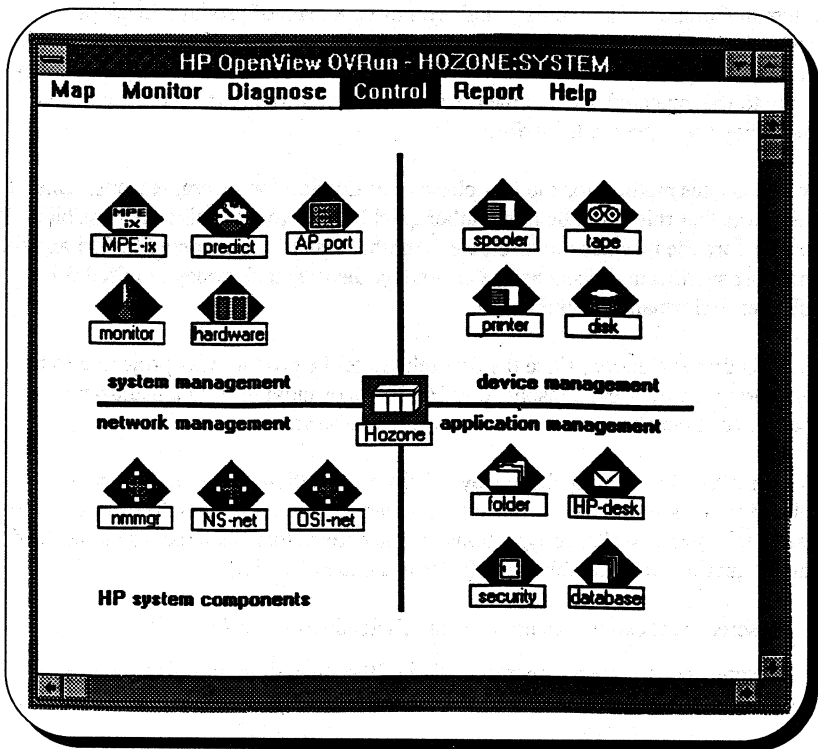 HP OpenView OVRun - HOZONE:SYSTEM
Map Monitor Diagnose Control Report Help
MPE iX
MPE-ix predict AP port
monitor hardware
system management
spooler tape
printer disk
device management
Hozone
network management
nmmgr NS-net OSI-net
HP system components
application management
folder HP-desk
security database